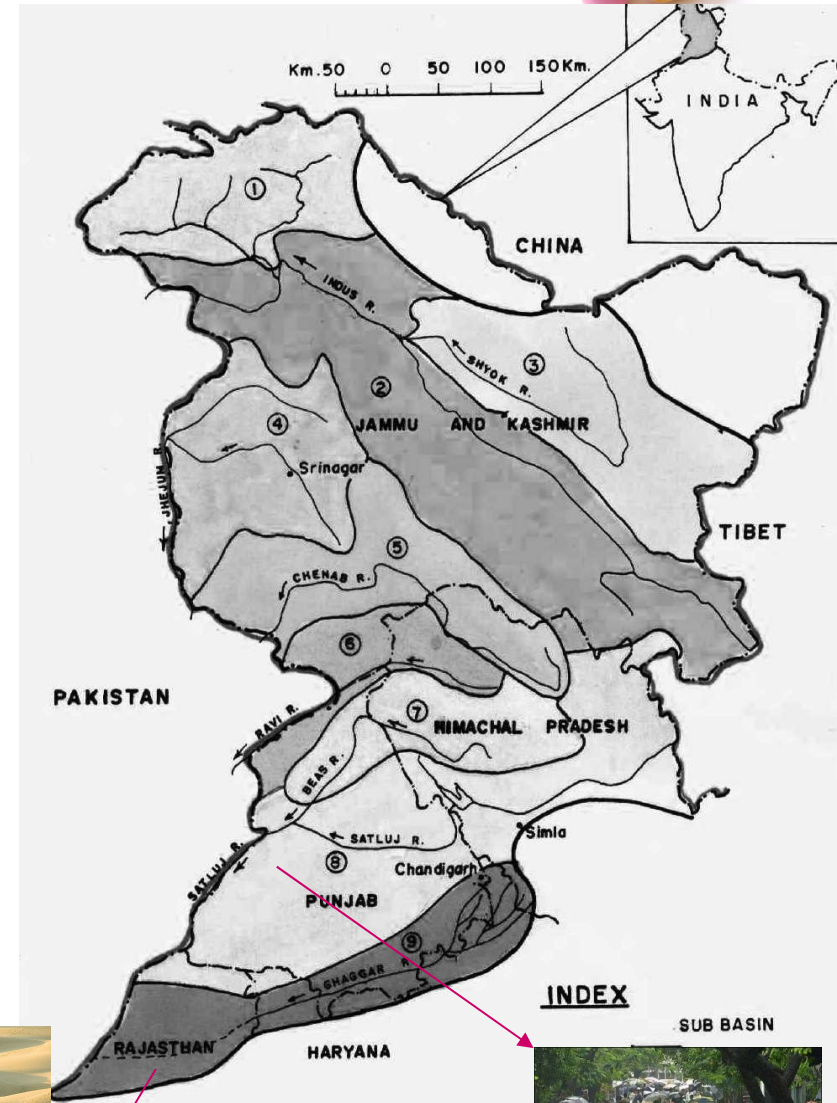 Km.50 0 50 100 150Km.
INDIA
①
CHINA
INDUS R.
③
SHYOK R.
②
④
JAMMU AND KASHMIR
Srinagar
JHEJUM R.
TIBET
⑤
CHENAB R.
⑥
PAKISTAN
⑦
HIMACHAL PRADESH
RAVI R.
BEAS R.
Simla
SATLUJ R.
SATLUJ R.
⑧
Chandigarh
PUNJAB
⑨
GHAGGAR R.
INDEX
SUB BASIN
RAJASTHAN
HARYANA